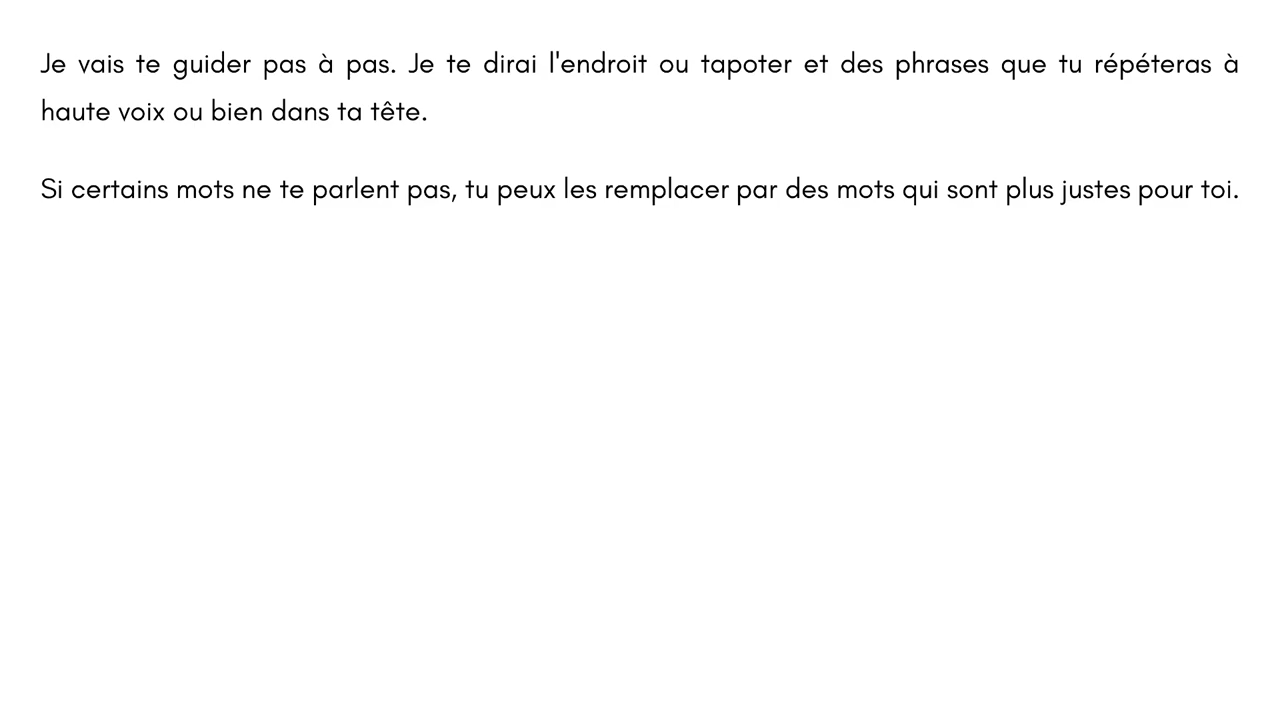 Je vais te guider pas à pas. Je te dirai l'endroit ou tapoter et des phrases que tu répéteras à
haute voix ou bien dans ta tête.
Si certains mots ne te parlent pas, tu peux les remplacer par des mots qui sont plus justes pour toi.